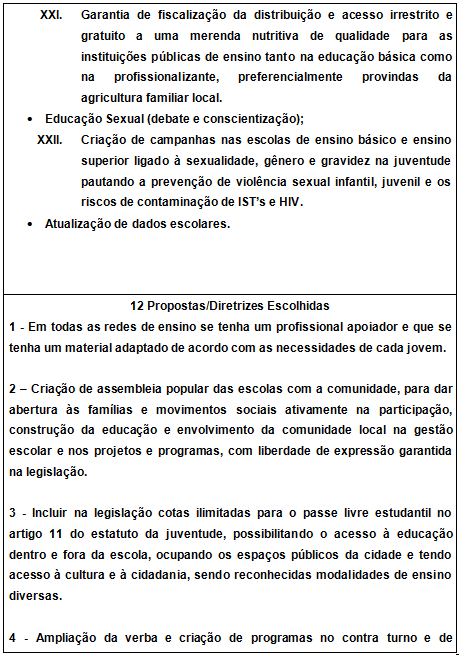 XXI. Garantia de fiscalização da distribuição e acesso irrestrito e
gratuito a uma merenda nutritiva de qualidade para as
instituições públicas de ensino tanto na educação básica como
na profissionalizante, preferencialmente provindas da
agricultura familiar local.
• Educação Sexual (debate e conscientização);
XXII. Criação de campanhas nas escolas de ensino básico e ensino
superior ligado à sexualidade, gênero e gravidez na juventude
pautando a prevenção de violência sexual infantil, juvenil e os
riscos de contaminação de IST's e HIV.
• Atualização de dados escolares.
12 Propostas/Diretrizes Escolhidas
1 - Em todas as redes de ensino se tenha um profissional apoiador e que se
tenha um material adaptado de acordo com as necessidades de cada jovem.
2 – Criação de assembleia popular das escolas com a comunidade, para dar
abertura às famílias e movimentos sociais ativamente na participação,
construção da educação e envolvimento da comunidade local na gestão
escolar e nos projetos e programas, com liberdade de expressão garantida
na legislação.
3 - Incluir na legislação cotas ilimitadas para o passe livre estudantil no
artigo 11 do estatuto da juventude, possibilitando o acesso à educação
dentro e fora da escola, ocupando os espaços públicos da cidade e tendo
acesso à cultura e à cidadania, sendo reconhecidas modalidades de ensino
diversas.
4 - Ampliação da verba e criação de programas no contra turno e de